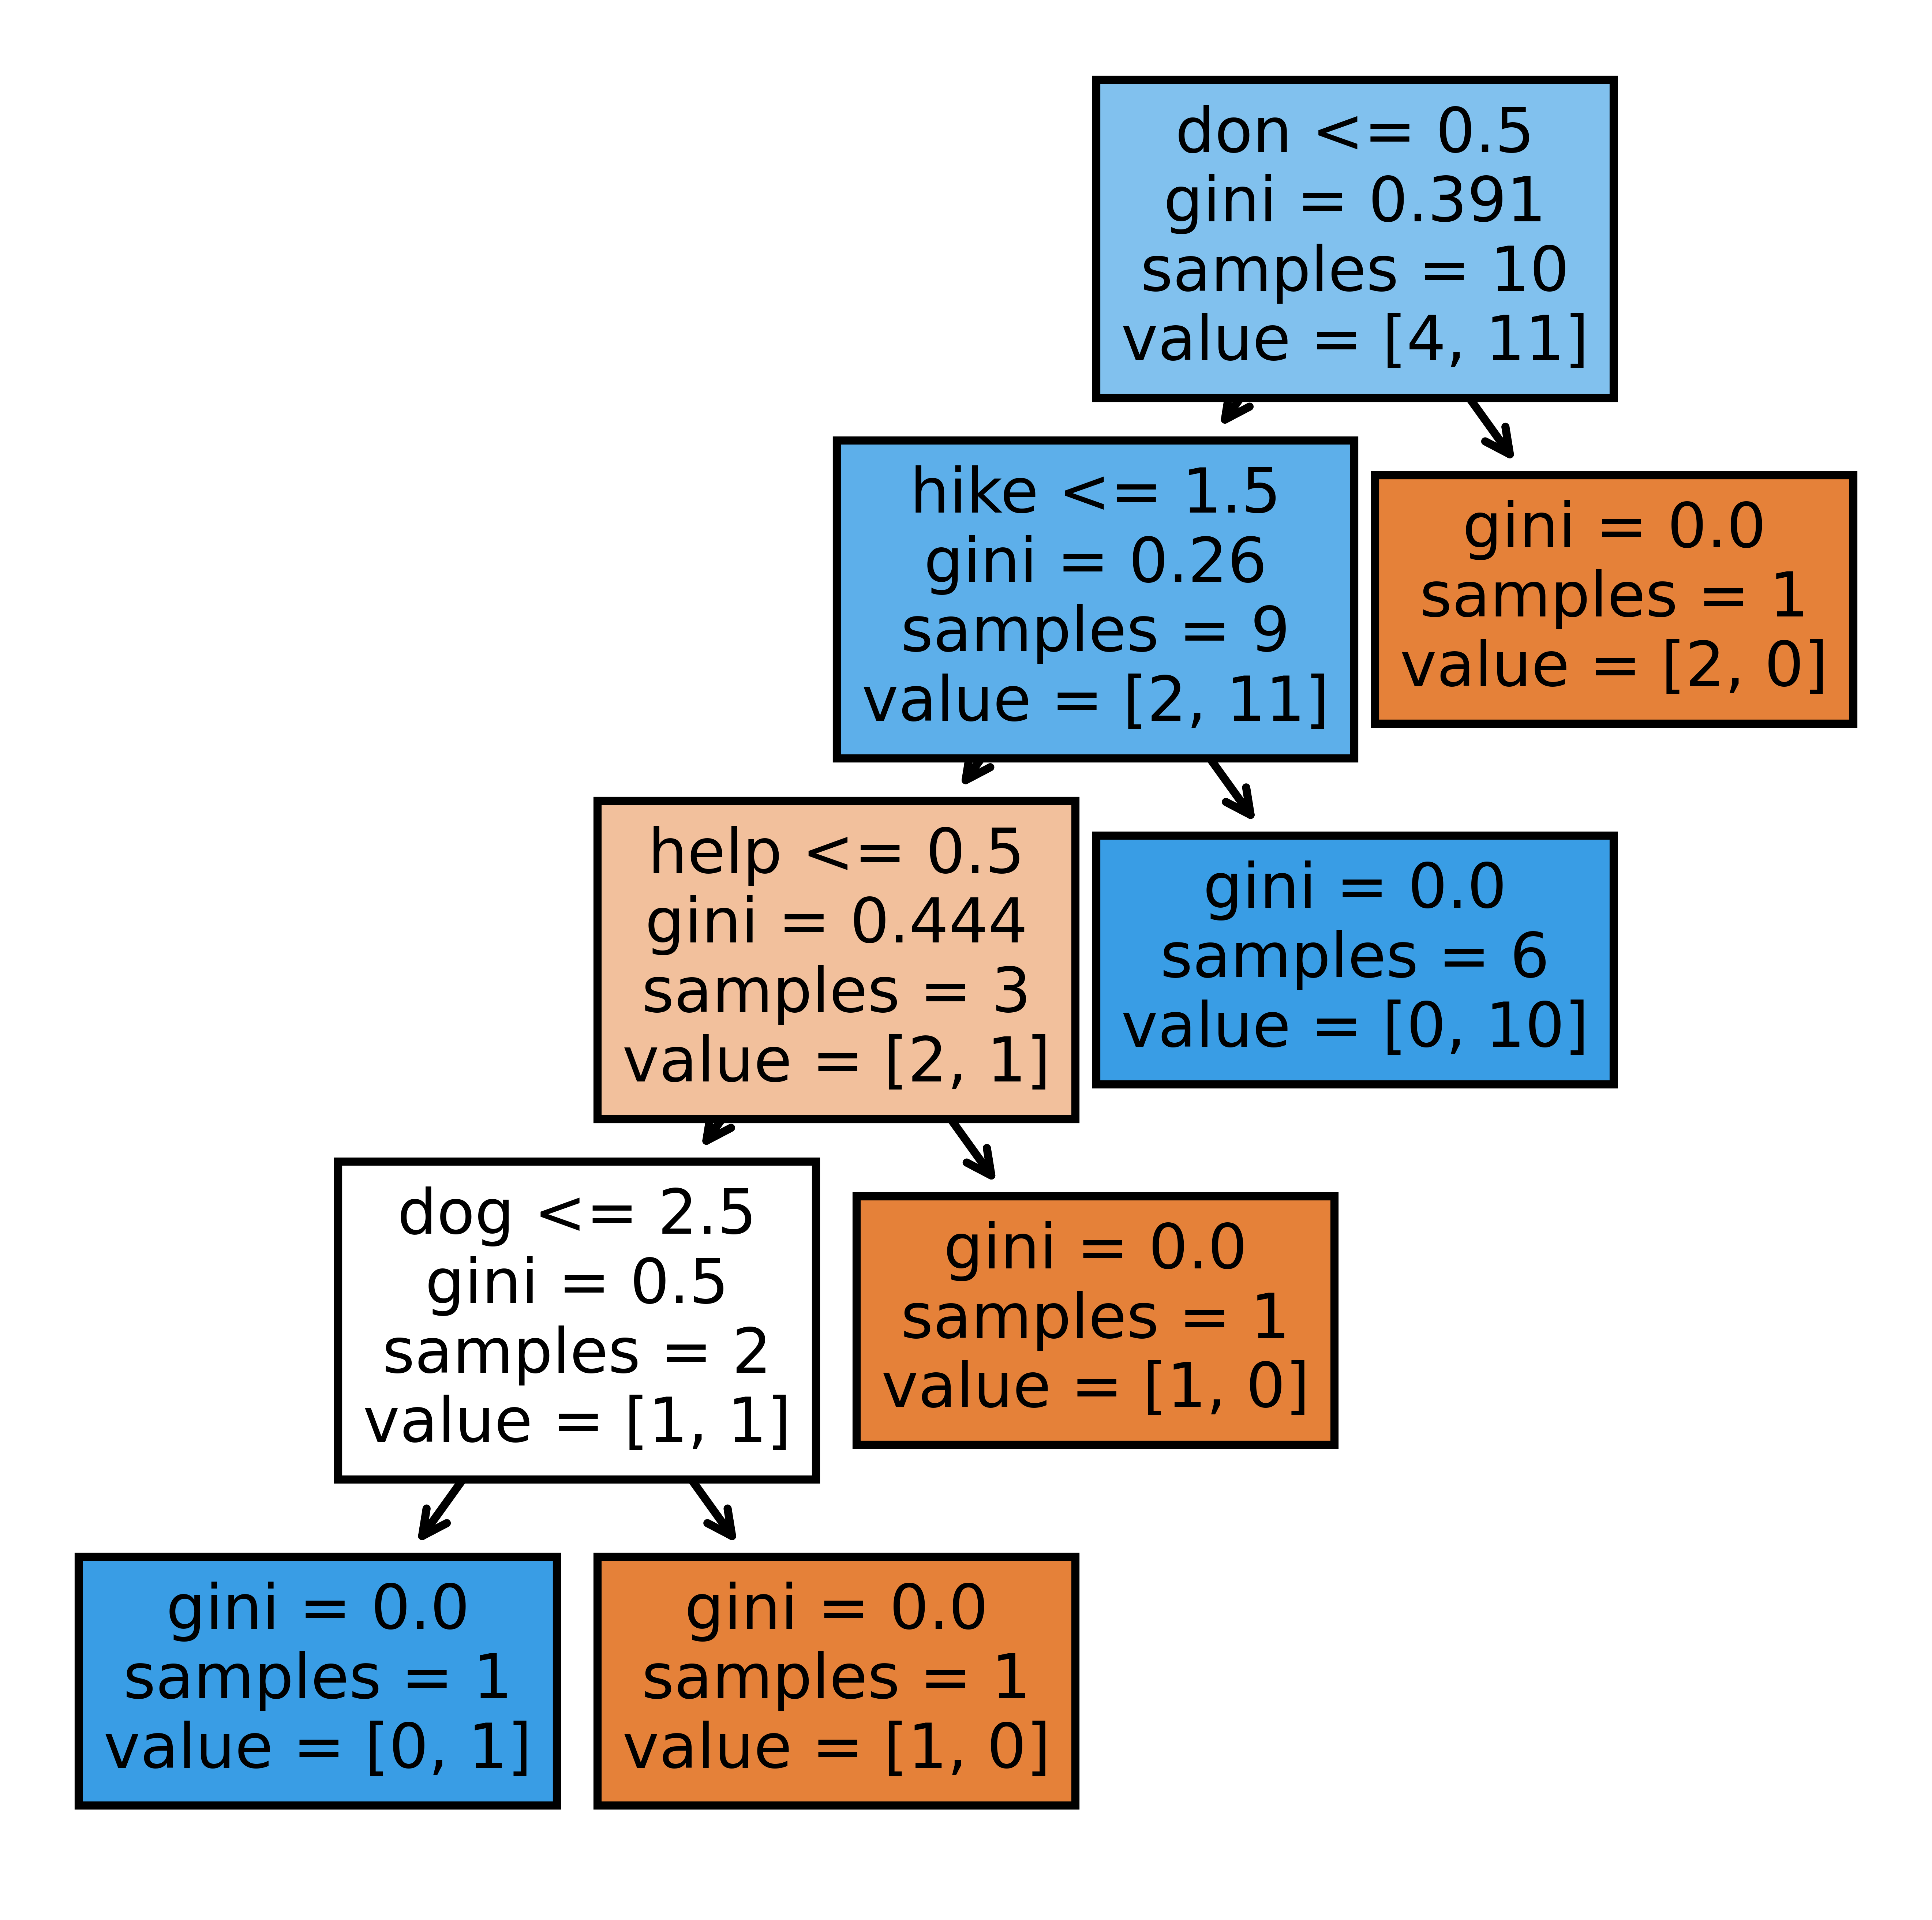 don <= 0.5
gini = 0.391
samples = 10
value = [4, 11]
hike <= 1.5
gini = 0.26
samples = 9
value = [2, 11]
gini = 0.0
samples = 1
value = [2, 0]
help <= 0.5
gini = 0.444
samples = 3
value = [2, 1]
gini = 0.0
samples = 6
value = [0, 10]
dog <= 2.5
gini = 0.5
samples = 2
value = [1, 1]
gini = 0.0
samples = 1
value = [1, 0]
gini = 0.0
samples = 1
value = [0, 1]
gini = 0.0
samples = 1
value = [1, 0]